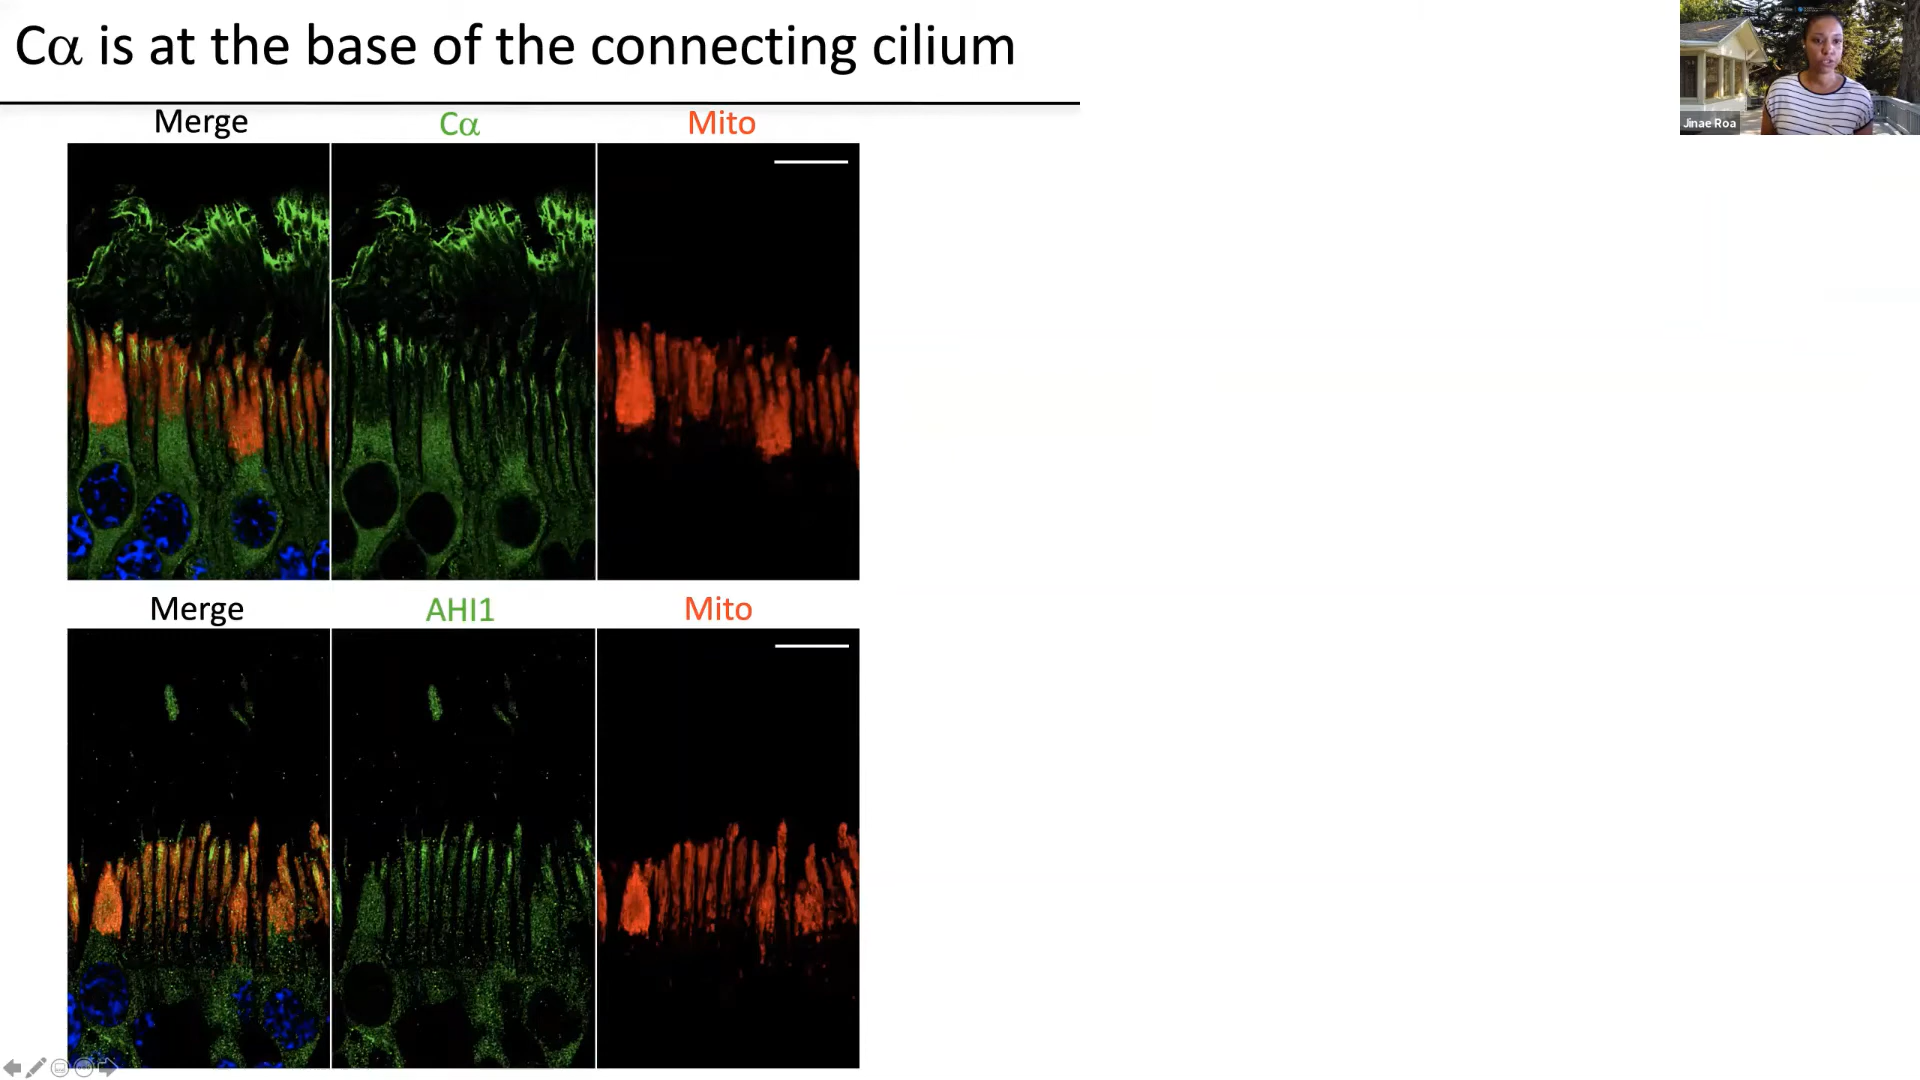 Cα is at the base of the connecting cilium
Merge Cα Mito
Merge AHI1 Mito
Jinae Roa